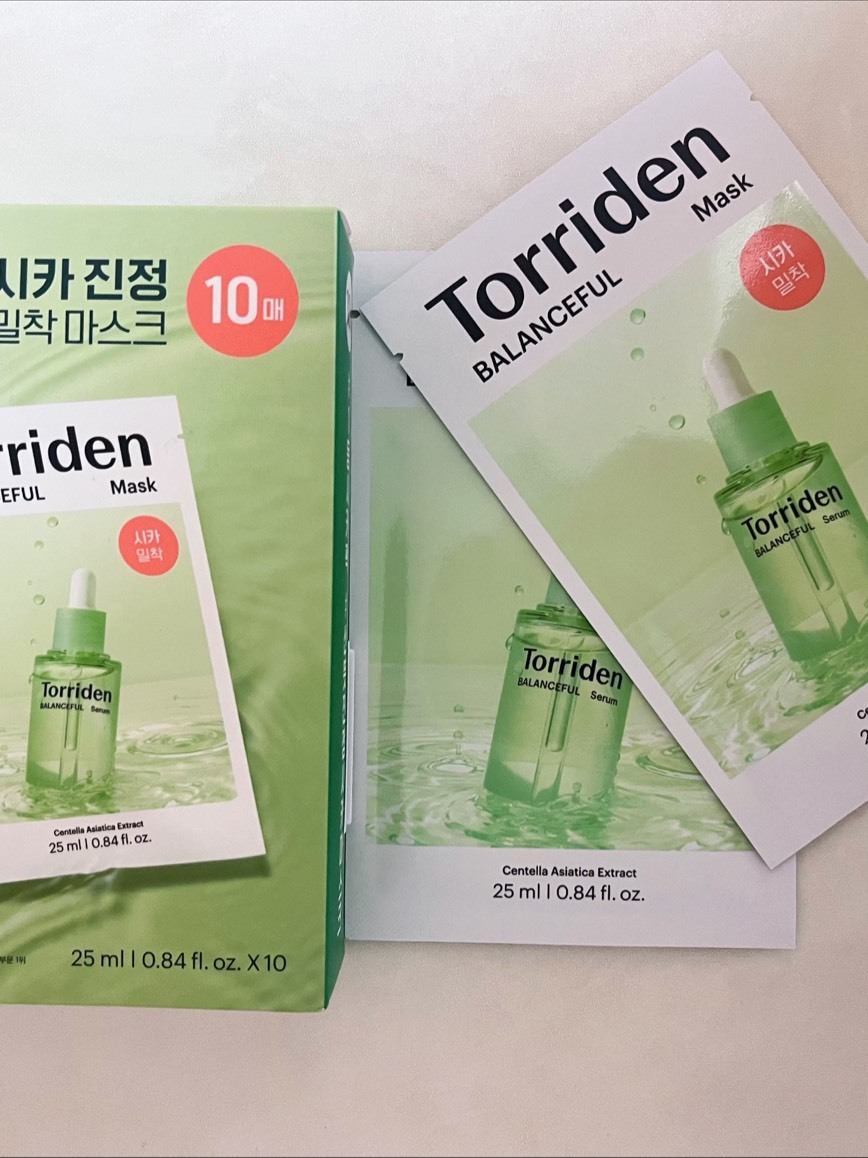 시카 진정
밀착 마스크
10매
rriden
EFUL Mask
시카
밀착
Torriden
BALANCEFUL Serum
Centella Asiatica Extract
25 ml | 0.84 fl. oz.
25 ml | 0.84 fl. oz. X 10
Torriden
BALANCEFUL Mask
시카
밀착
Torriden
BALANCEFUL Serum
Torriden
BALANCEFUL Serum
Centella Asiatica Extract
25 ml | 0.84 fl. oz.